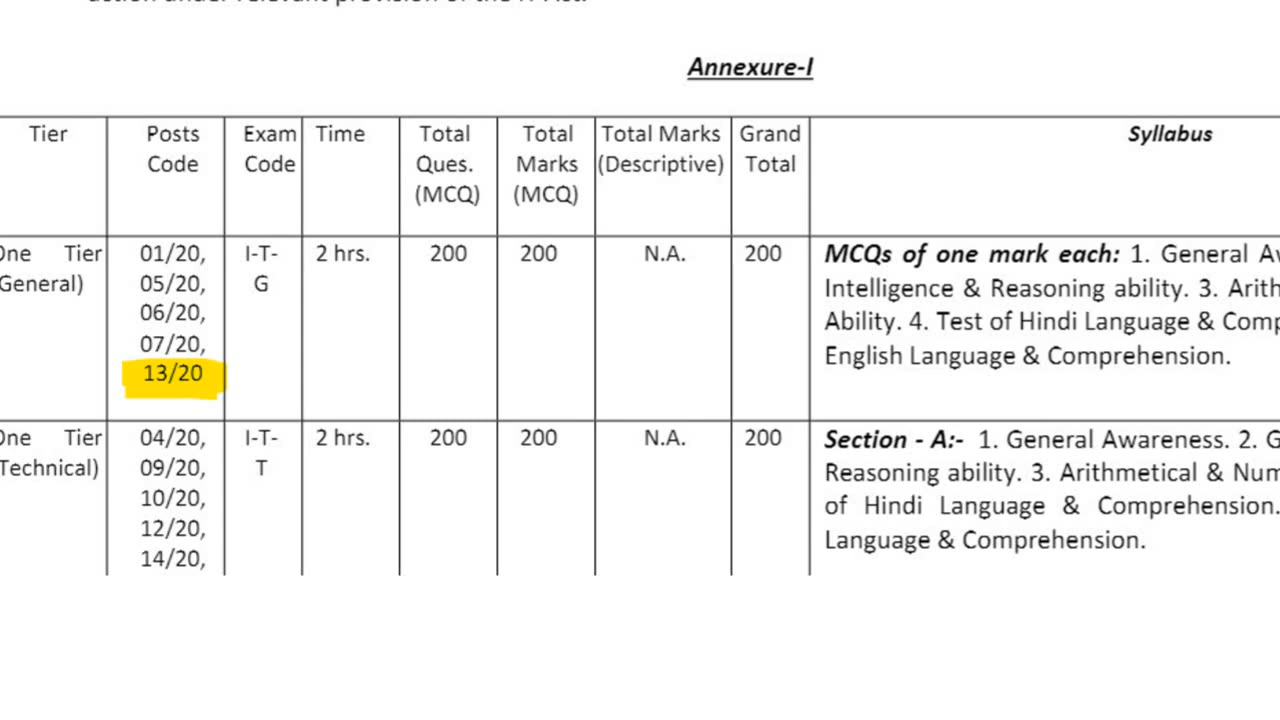 Annexure-I
Tier
Posts Code
Exam Code
Time
Total Ques. (MCQ)
Total Marks (MCQ)
Total Marks (Descriptive)
Grand Total
Syllabus
One Tier
General)
01/20,
05/20,
06/20,
07/20,
13/20
I-T-
G
2 hrs.
200
200
N.A.
200
MCQs of one mark each: 1. General
Intelligence & Reasoning ability. 3.
Ability. 4. Test of Hindi Language &
English Language & Comprehension.
One Tier
Technical)
04/20,
09/20,
10/20,
12/20,
14/20,
I-T-
T
2 hrs.
200
200
N.A.
200
Section - A:- 1. General Awareness. 2.
Reasoning ability. 3. Arithmetical &
of Hindi Language & Comprehension.
Language & Comprehension.